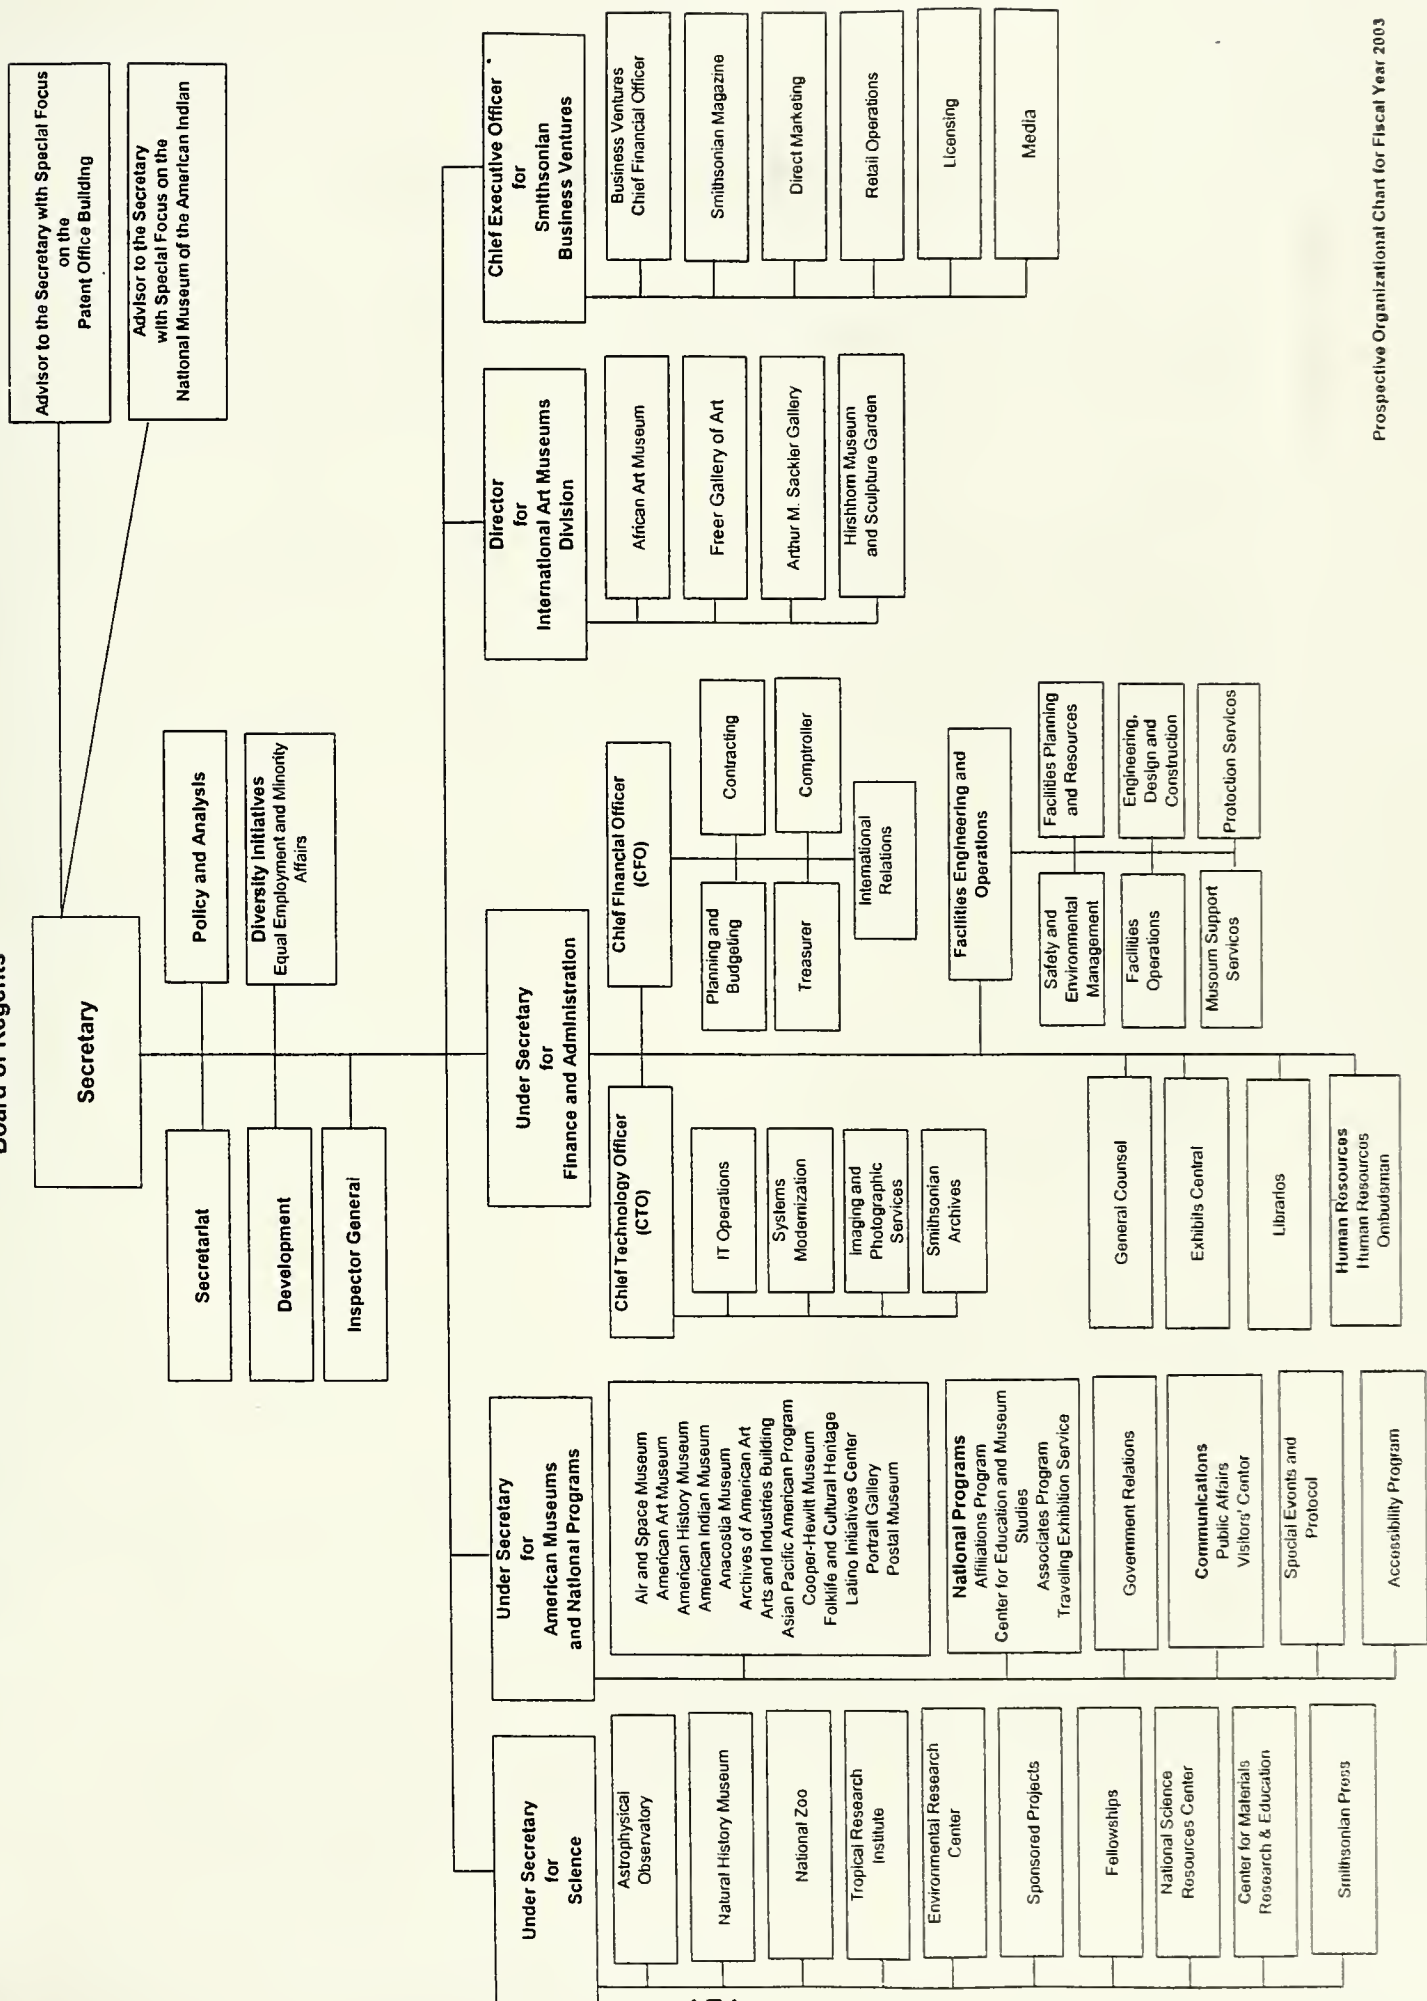 Board of Regents
Secretary
Advisor to the Secretary with Special Focus
on the
Patent Office Building
Advisor to the Secretary
with Special Focus on the
National Museum of the American Indian
Secretariat
Policy and Analysis
Development
Diversity Initiatives
Equal Employment and Minority
Affairs
Inspector General
Under Secretary
for
Science
Astrophysical
Observatory
Natural History Museum
National Zoo
Tropical Research
Institute
Environmental Research
Center
Sponsored Projects
Fellowships
National Science
Resources Center
Center for Materials
Research & Education
Smithsonian Press
Under Secretary
for
American Museums
and National Programs
Air and Space Museum
American Art Museum
American History Museum
American Indian Museum
Anacostia Museum
Archives of American Art
Arts and Industries Building
Asian Pacific American Program
Cooper-Hewitt Museum
Folklife and Cultural Heritage
Latino Initiatives Center
Portrait Gallery
Postal Museum
National Programs
Affiliations Program
Center for Education and Museum
Studies
Associates Program
Traveling Exhibition Service
Government Relations
Communications
Public Affairs
Visitors' Center
Special Events and
Protocol
Accessibility Program
Under Secretary
for
Finance and Administration
Chief Technology Officer
(CTO)
IT Operations
Systems
Modernization
Imaging and
Photographic
Services
Smithsonian
Archives
Chief Financial Officer
(CFO)
Planning and
Budgeting
Contracting
Treasurer
Comptroller
International
Relations
Facilities Engineering and
Operations
Safety and
Environmental
Management
Facilities Planning
and Resources
Facilities
Operations
Engineering,
Design and
Construction
Museum Support
Services
Protection Services
General Counsel
Exhibits Central
Libraries
Human Resources
Human Resources
Ombudsman
Director
for
International Art Museums
Division
African Art Museum
Freer Gallery of Art
Arthur M. Sackler Gallery
Hirshhorn Museum
and Sculpture Garden
Chief Executive Officer
for
Smithsonian
Business Ventures
Business Ventures
Chief Financial Officer
Smithsonian Magazine
Direct Marketing
Retail Operations
Licensing
Media
Prospective Organizational Chart for Fiscal Year 2003